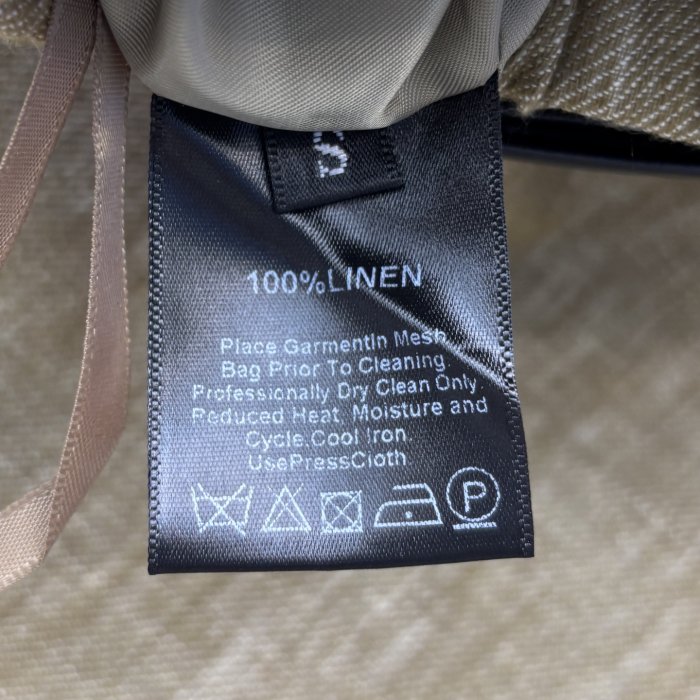 100%LINEN
Place GarmentIn Mesh
Bag Prior To Cleaning.
Professionally Dry Clean Only.
Reduced Heat, Moisture and
Cycle.Cool Iron.
UsePressCloth
P